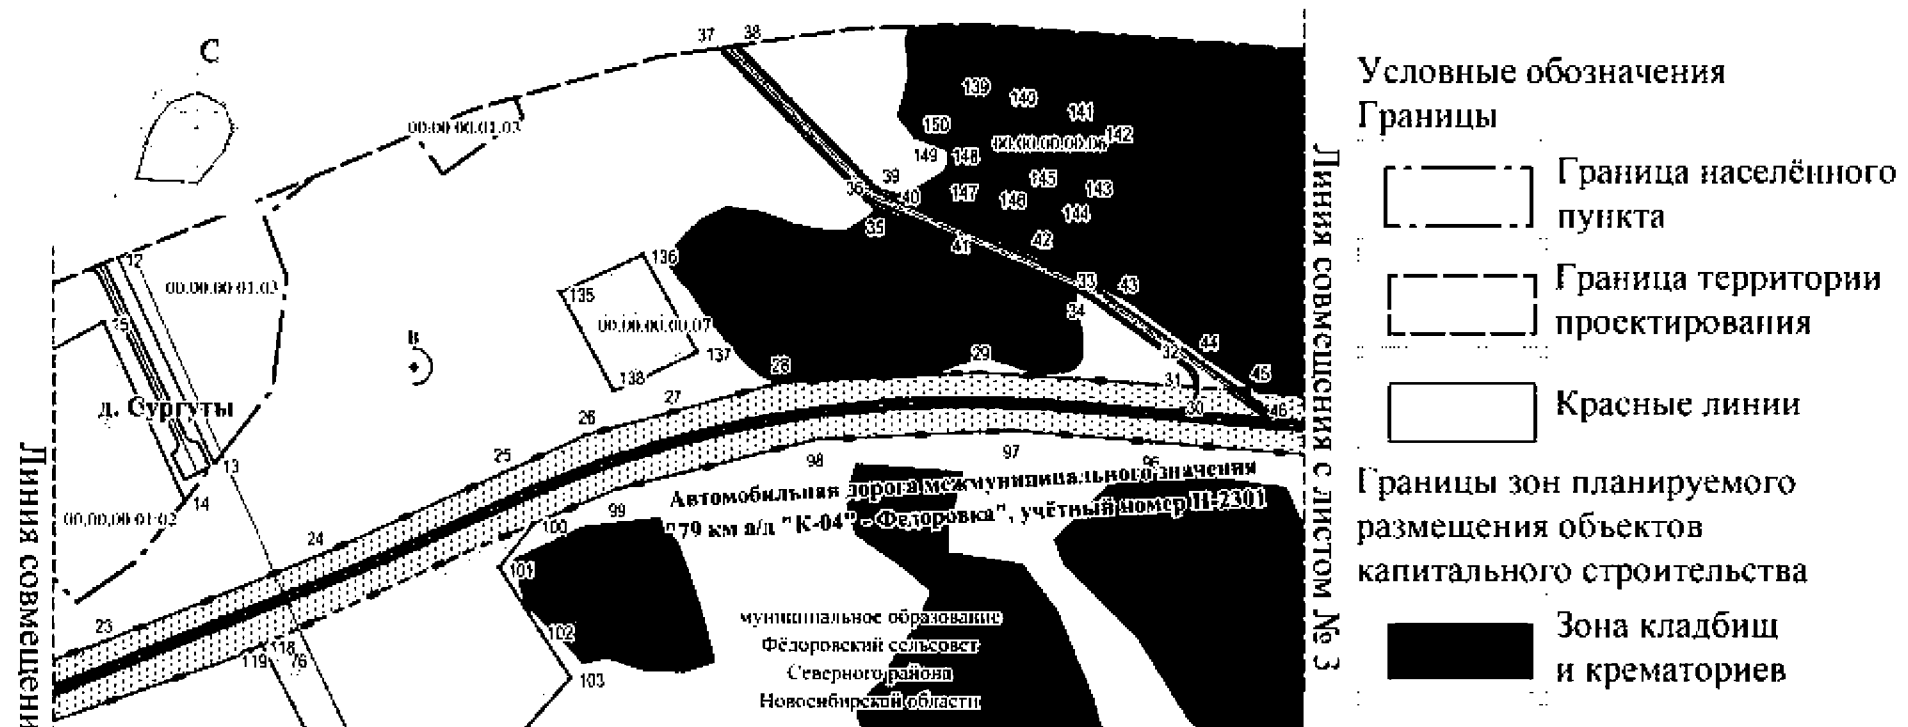 С
37
38
139
140
141
142
150
149
148
00.00.00.00.06
145
147
146
143
144
39
36
40
35
41
42
33
43
34
44
32
31
45
30
46
00.00.00.01.03
12
00.00.00.01.03
15
136
135
00.00.00.00.07
137
138
В
28
29
27
26
25
24
23
д. Сургуты
13
14
00.00.00.01.02
98
97
96
Автомобильная дорога межмуниципального значения
"79 км а/д "К-04" - Федоровка", учётный номер Н-2301
99
100
101
102
103
118
119
76
муниципальное образование
Фёдоровский сельсовет
Северного района
Новосибирской области
Линия совмещени
Линия совмещения с листом № 3
Условные обозначения
Границы
Граница населённого
пункта
Граница территории
проектирования
Красные линии
Границы зон планируемого
размещения объектов
капитального строительства
Зона кладбищ
и крематориев